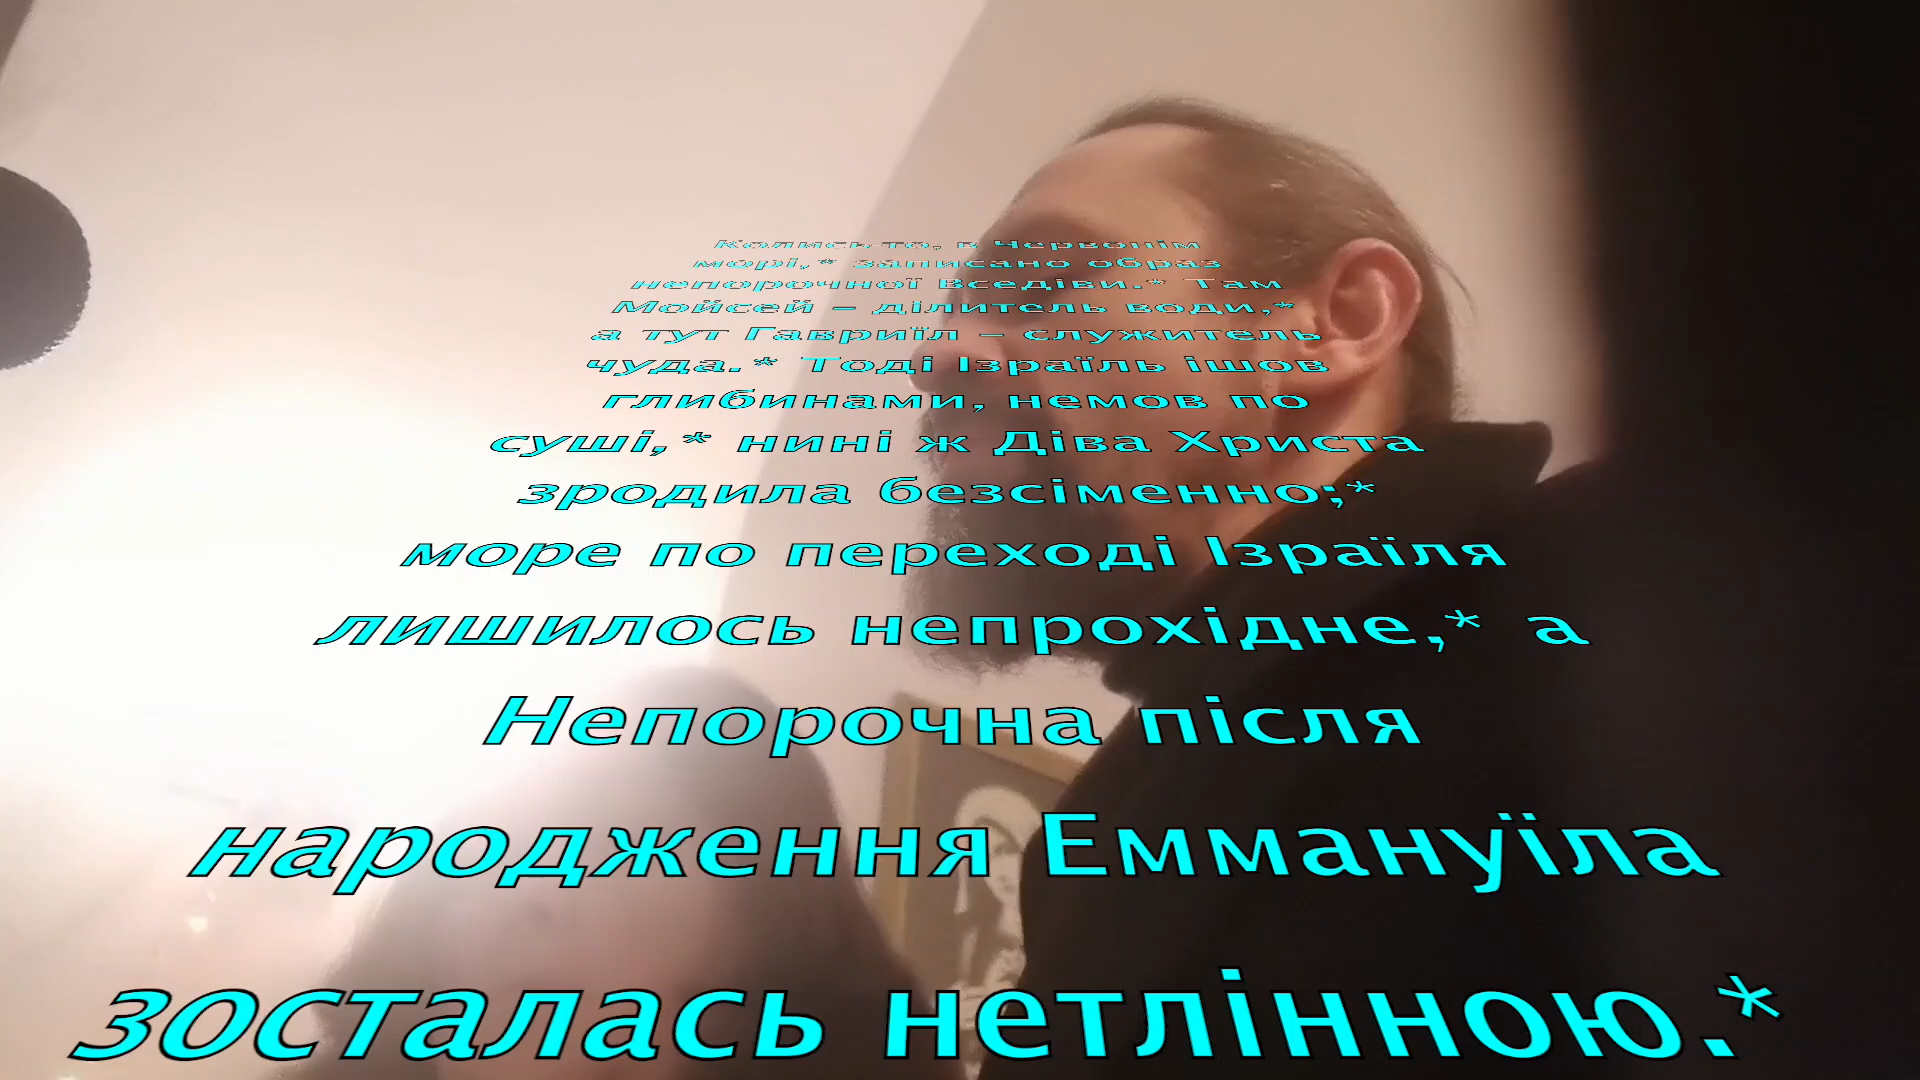 Колись-то, в Червонім
морі,* записано образ
непорочної Вседіви.* Там
Мойсей – ділитель води,*
а тут Гавриїл – служитель
чуда.* Тоді Ізраїль ішов
глибинами, немов по
суші,* нині ж Діва Христа
зродила безсіменно;*
море по переході Ізраїля
лишилось непрохідне,* а
Непорочна після
народження Еммануїла
зосталась нетлінною.*